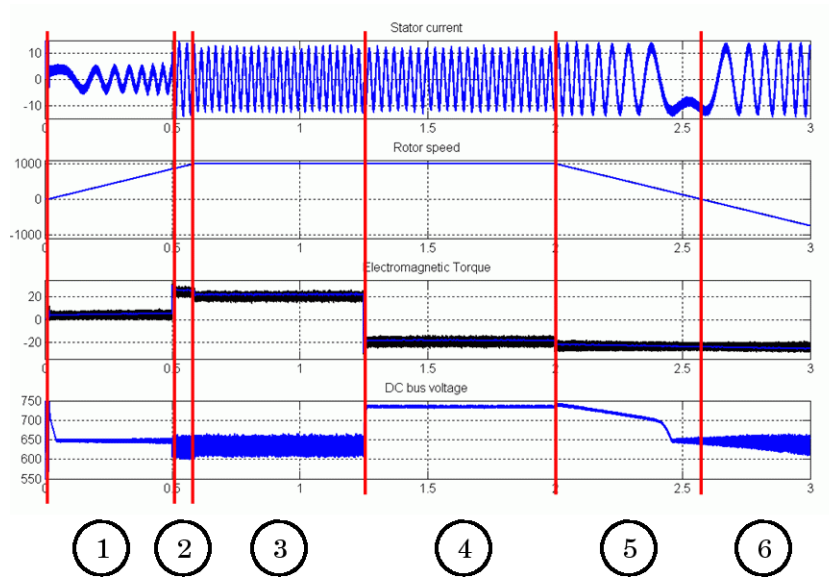 Stator current
10
0
-10
0 0.5 1 1.5 2 2.5 3
Rotor speed
1000
0
-1000
0 0.5 1 1.5 2 2.5 3
Electromagnetic Torque
20
0
-20
0 0.5 1 1.5 2 2.5 3
DC bus voltage
750
700
650
600
550
0 0.5 1 1.5 2 2.5 3
1 2 3 4 5 6